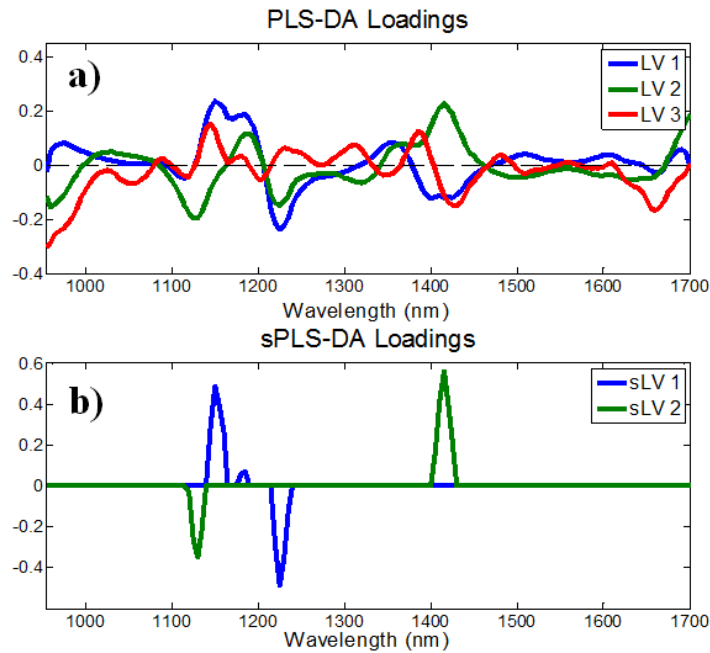 PLS-DA Loadings
a)
LV 1
LV 2
LV 3
0.4
0.2
0
-0.2
-0.4
1000 1100 1200 1300 1400 1500 1600 1700
Wavelength (nm)
sPLS-DA Loadings
b)
sLV 1
sLV 2
0.6
0.4
0.2
0
-0.2
-0.4
1000 1100 1200 1300 1400 1500 1600 1700
Wavelength (nm)